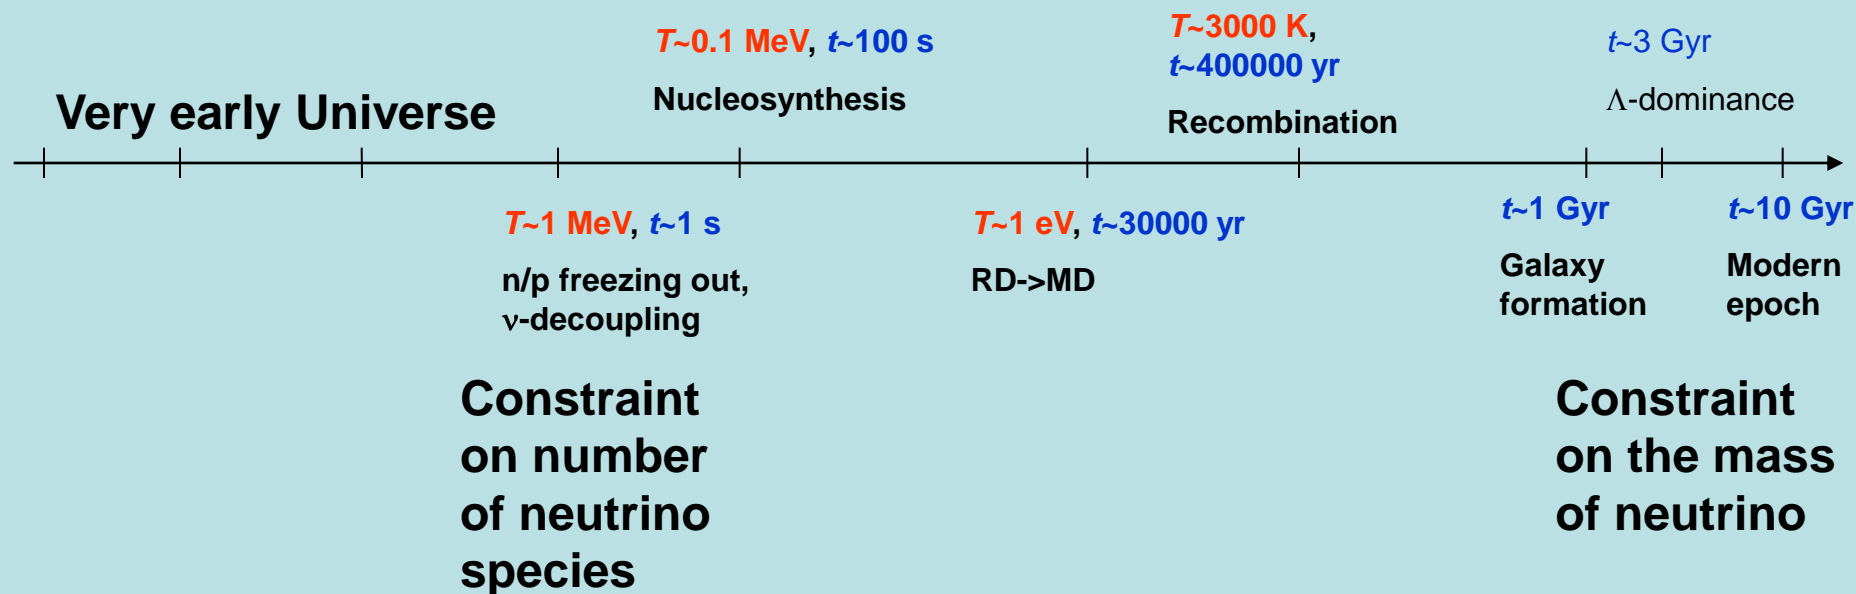 Very early Universe
T~0.1 MeV, t~100 s
Nucleosynthesis
T~3000 K,
t~400000 yr
Recombination
t~3 Gyr
Λ-dominance
T~1 MeV, t~1 s
n/p freezing out,
ν-decoupling
T~1 eV, t~30000 yr
RD->MD
t~1 Gyr
Galaxy
formation
t~10 Gyr
Modern
epoch
Constraint
on number
of neutrino
species
Constraint
on the mass
of neutrino